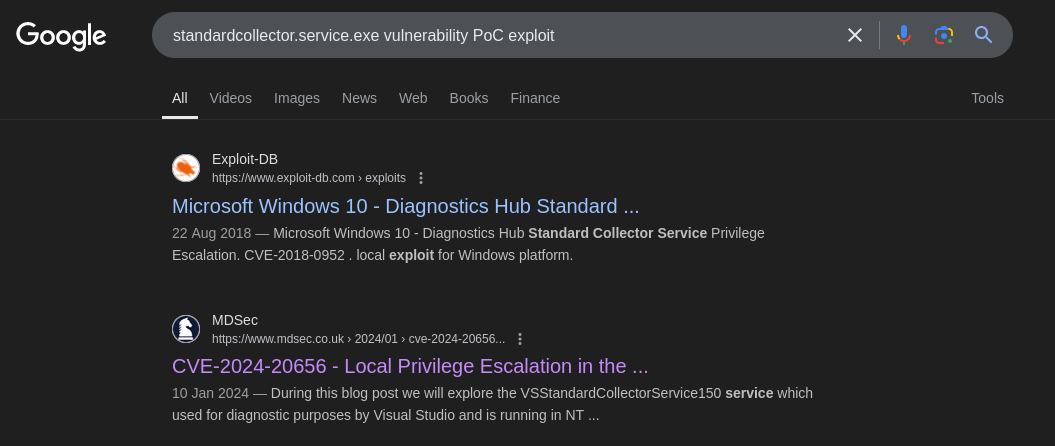 Google
standardcollector.service.exe vulnerability PoC exploit
All Videos Images News Web Books Finance Tools
Exploit-DB
https://www.exploit-db.com › exploits
Microsoft Windows 10 - Diagnostics Hub Standard ...
22 Aug 2018 — Microsoft Windows 10 - Diagnostics Hub Standard Collector Service Privilege
Escalation. CVE-2018-0952 . local exploit for Windows platform.
MDSec
https://www.mdsec.co.uk › 2024/01 › cve-2024-20656...
CVE-2024-20656 - Local Privilege Escalation in the ...
10 Jan 2024 — During this blog post we will explore the VSStandardCollectorService150 service which
used for diagnostic purposes by Visual Studio and is running in NT ...